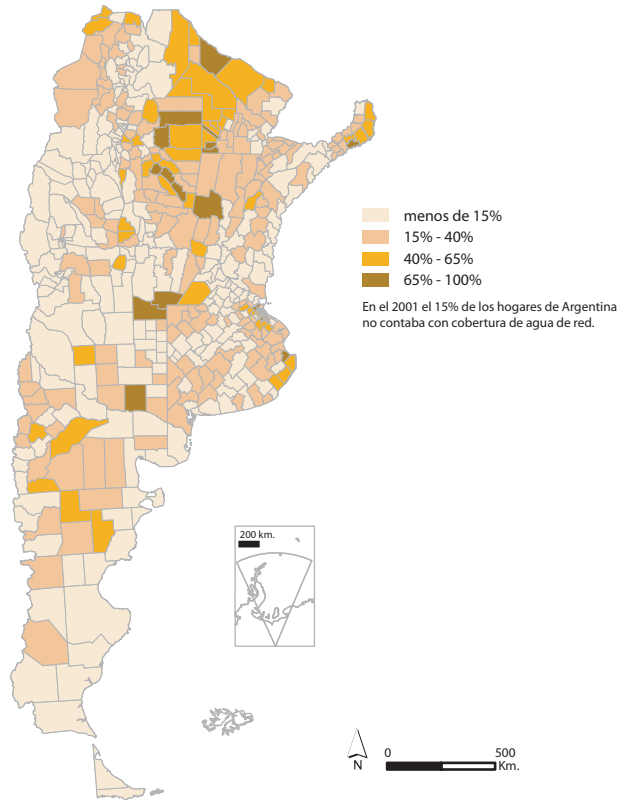 menos de 15%
15% - 40%
40% - 65%
65% - 100%
En el 2001 el 15% de los hogares de Argentina
no contaba con cobertura de agua de red.
200 km.
N
0 500
Km.